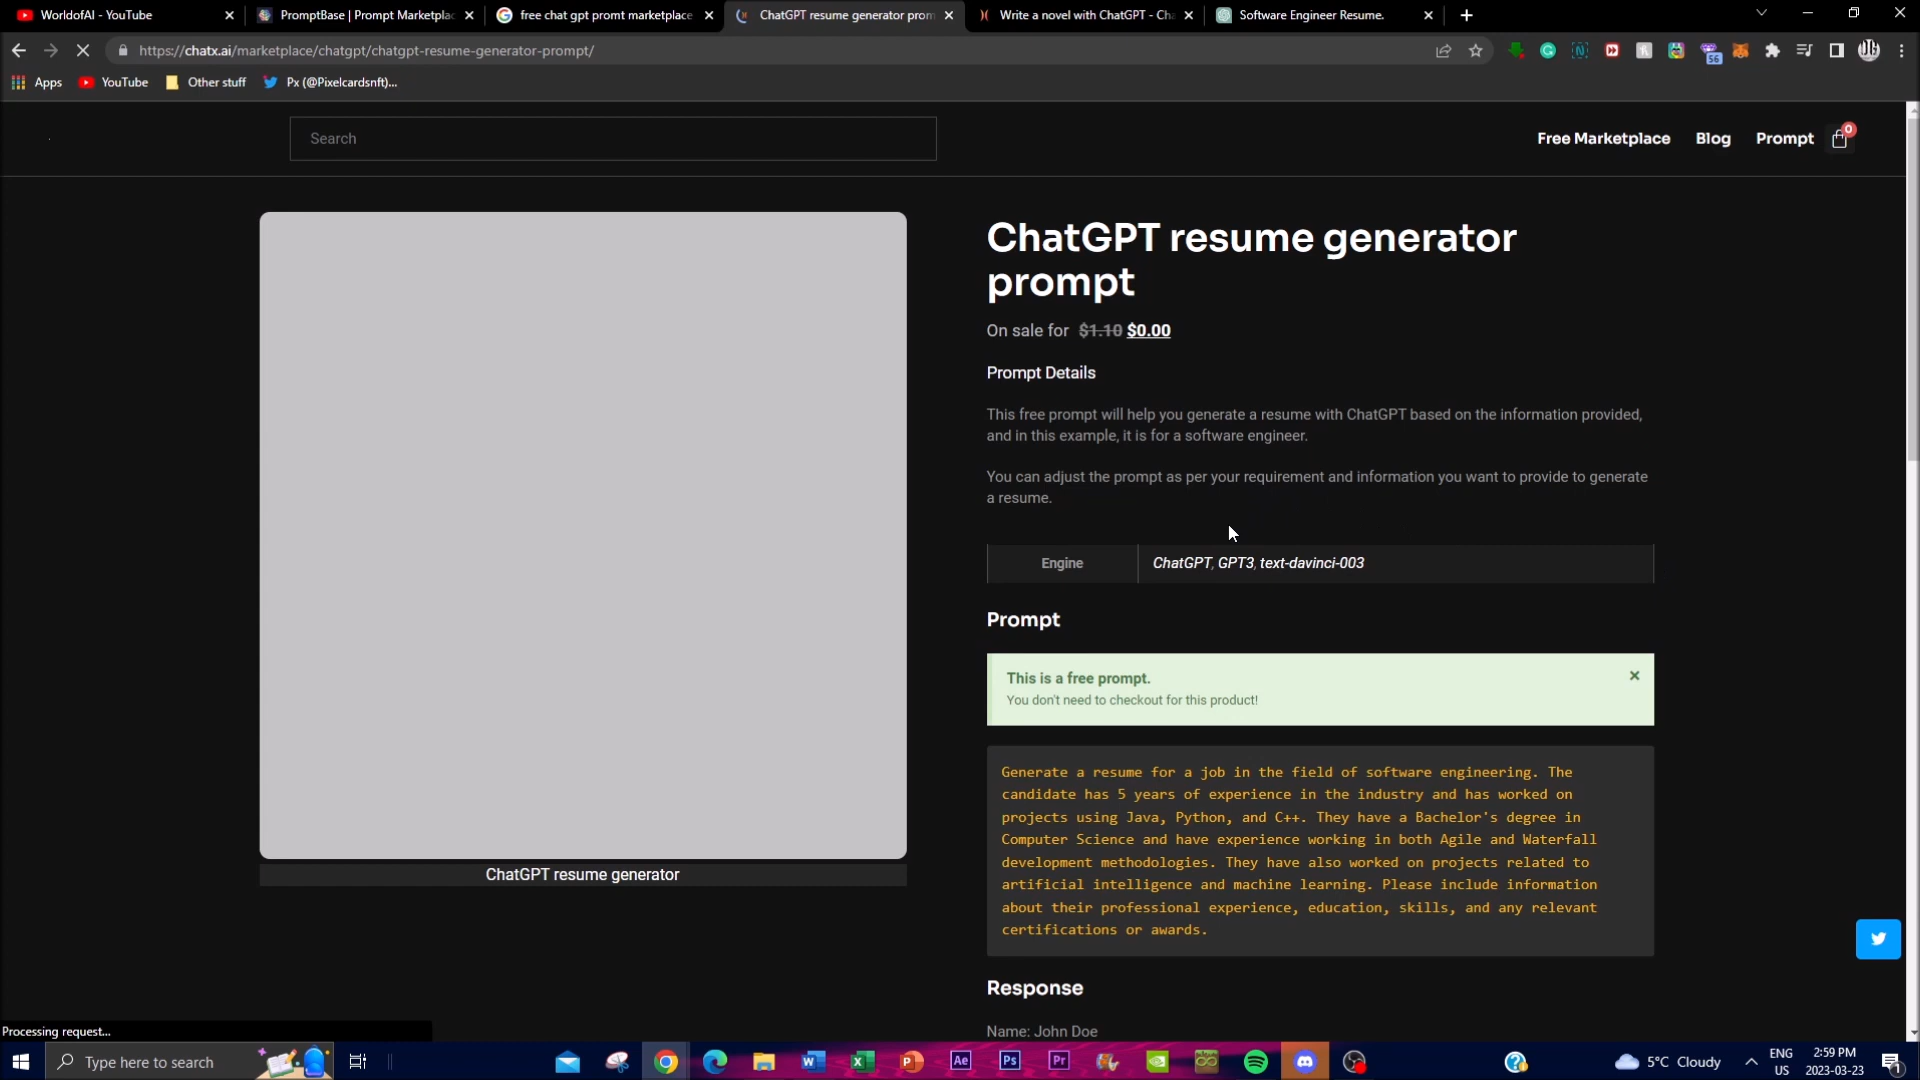 WorldofAI - YouTube
PromptBase | Prompt Marketplac
free chat gpt promt marketplace
ChatGPT resume generator prom
Write a novel with ChatGPT - Cha
Software Engineer Resume.
https://chatx.ai/marketplace/chatgpt/chatgpt-resume-generator-prompt/
56
Apps
YouTube
Other stuff
Px (@Pixelcardsnft)...
Search
Free Marketplace
Blog
Prompt
0
ChatGPT resume generator
prompt
On sale for $1.10 $0.00
Prompt Details
This free prompt will help you generate a resume with ChatGPT based on the information provided,
and in this example, it is for a software engineer.
You can adjust the prompt as per your requirement and information you want to provide to generate
a resume.
Engine
ChatGPT, GPT3, text-davinci-003
Prompt
This is a free prompt.
You don't need to checkout for this product!
Generate a resume for a job in the field of software engineering. The
candidate has 5 years of experience in the industry and has worked on
projects using Java, Python, and C++. They have a Bachelor's degree in
Computer Science and have experience working in both Agile and Waterfall
development methodologies. They have also worked on projects related to
artificial intelligence and machine learning. Please include information
about their professional experience, education, skills, and any relevant
certifications or awards.
ChatGPT resume generator
Response
Name: John Doe
Processing request...
Type here to search
Ae
Ps
Pr
5°C Cloudy
ENG
US
2:59 PM
2023-03-23
1